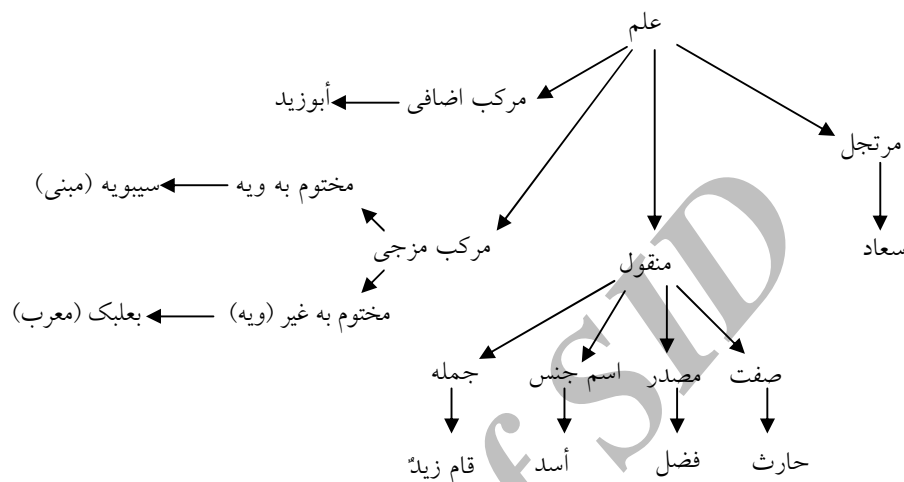 علم
مرکب اضافی
أبوزید
مرتجل
مختوم به ویه
سیبویه (مبنی)
مرکب مزجی
سعاد
منقول
مختوم به غیر (ویه)
بعلبک (معرب)
صفت
مصدر
اسم جنس
جمله
حارث
فضل
أسد
قام زیدٌ
f SID